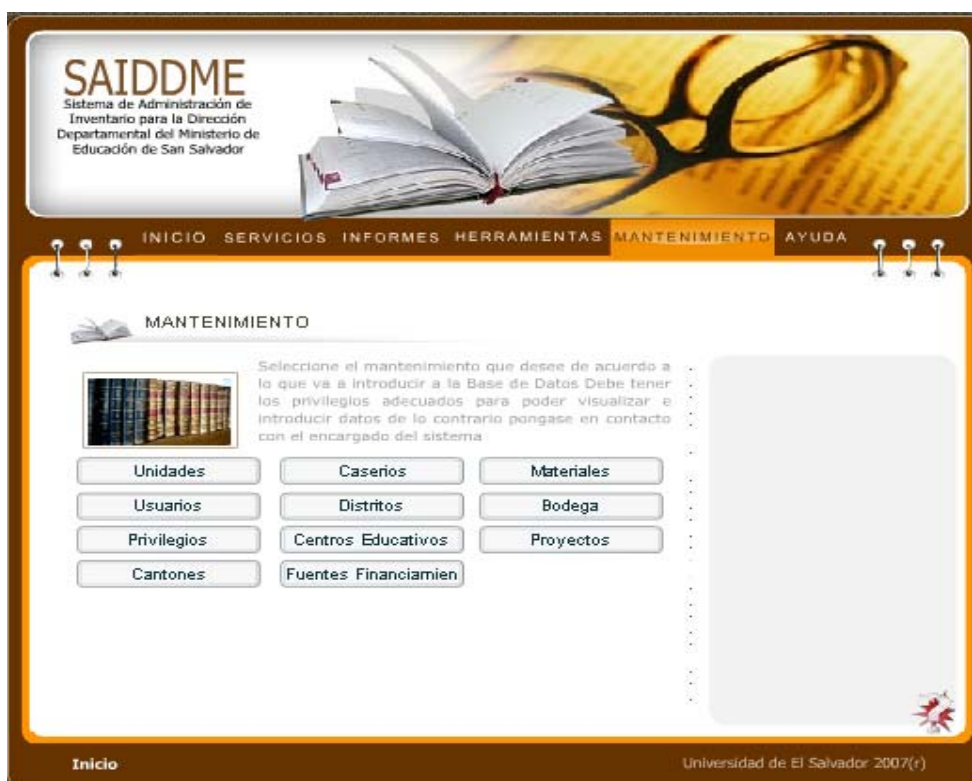 SAIDDME
Sistema de Administración de
Inventario para la Dirección
Departamental del Ministerio de
Educación de San Salvador
INICIO SERVICIOS INFORMES HERRAMIENTAS MANTENIMIENTO AYUDA
MANTENIMIENTO
Seleccione el mantenimiento que desee de acuerdo a
lo que va a introducir a la Base de Datos Debe tener
los privilegios adecuados para poder visualizar e
introducir datos de lo contrario pongase en contacto
con el encargado del sistema
Unidades Caserios Materiales
Usuarios Distritos Bodega
Privilegios Centros Educativos Proyectos
Cantones Fuentes Financiamien
Inicio Universidad de El Salvador 2007(r)